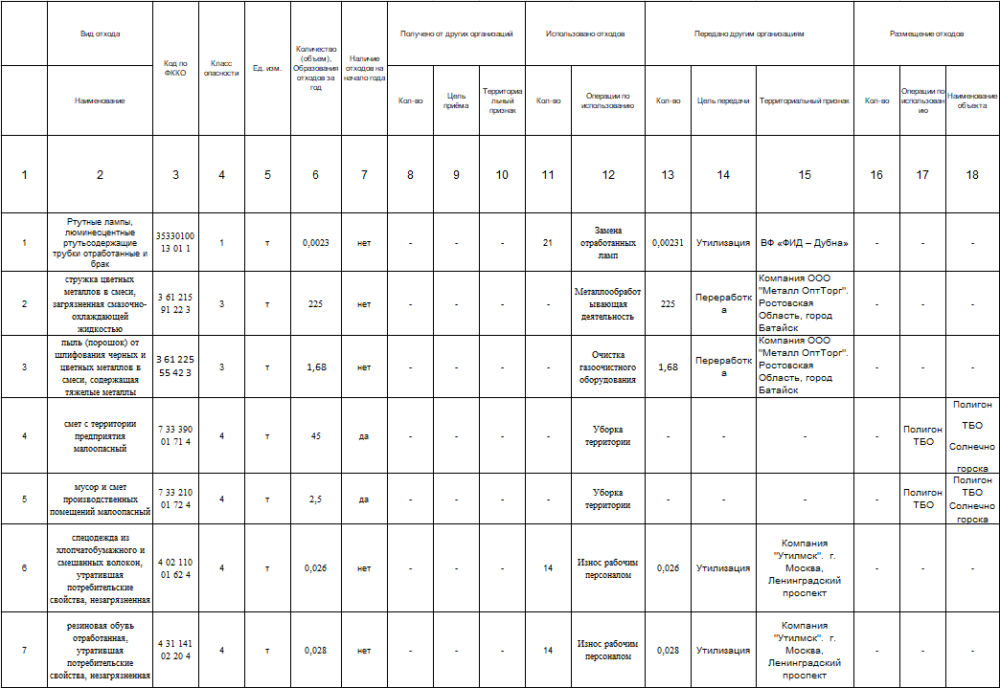 Вид отхода
Код по
ФККО
Класс
опасности
Ед. изм.
Количество
(объем),
Образования
отходов за
год
Наличие
отходов на
начало года
Получено от других организаций
Использовано отходов
Передано другим организациям
Размещение отходов
Наименование
Кол-во
Цель
приёма
Территориа
льный
признак
Кол-во
Операции по
использованию
Кол-во
Цель передачи
Территориальный признак
Кол-во
Операции по
использован
ию
Наименование
объекта
1 2 3 4 5 6 7 8 9 10 11 12 13 14 15 16 17 18
1
Ртутные лампы,
люминесцентные
ртутьсодержащие
трубки отработанные и
брак
35330100
13 01 1
1
т
0,0023
нет
-
-
-
21
Замена
отработанных
ламп
0,00231
Утилизация
ВФ «ФИД – Дубна»
-
-
-
2
стружка цветных
металлов в смеси,
загрязненная смазочно-
охлаждающей
жидкостью
3 61 215
91 22 3
3
т
225
нет
-
-
-
-
Металлообработ
ывающая
деятельность
225
Переработк
а
Компания ООО
"Металл ОптТорг".
Ростовская
Область, город
Батайск
-
-
-
3
пыль (порошок) от
шлифования черных и
цветных металлов в
смеси, содержащая
тяжелые металлы
3 61 225
55 42 3
3
т
1,68
нет
-
-
-
-
Очистка
газоочистного
оборудования
1,68
Переработк
а
Компания ООО
"Металл ОптТорг".
Ростовская
Область, город
Батайск
-
-
-
4
смет с территории
предприятия
малоопасный
7 33 390
01 71 4
4
т
45
да
-
-
-
-
Уборка
территории
-
-
-
-
Полигон
ТБО
Полигон
ТБО
Солнечно
горска
5
мусор и смет
производственных
помещений малоопасный
7 33 210
01 72 4
4
т
2,5
да
-
-
-
-
Уборка
территории
-
-
-
-
Полигон
ТБО
Полигон
ТБО
Солнечно
горска
6
спецодежда из
хлопчатобумажного и
смешанных волокон,
утратившая
потребительские
свойства, незагрязненная
4 02 110
01 62 4
4
т
0,026
нет
-
-
-
14
Износ рабочим
персоналом
0,026
Утилизация
Компания
"Утилмск". г.
Москва,
Ленинградский
проспект
-
-
-
7
резиновая обувь
отработанная,
утратившая
потребительские
свойства, незагрязненная
4 31 141
02 20 4
4
т
0,028
нет
-
-
-
14
Износ рабочим
персоналом
0,028
Утилизация
Компания
"Утилмск". г.
Москва,
Ленинградский
проспект
-
-
-